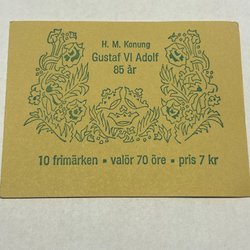 H. M. Konung
Gustaf VI Adolf
85 år
10 frimärken • valör 70 öre • pris 7 kr